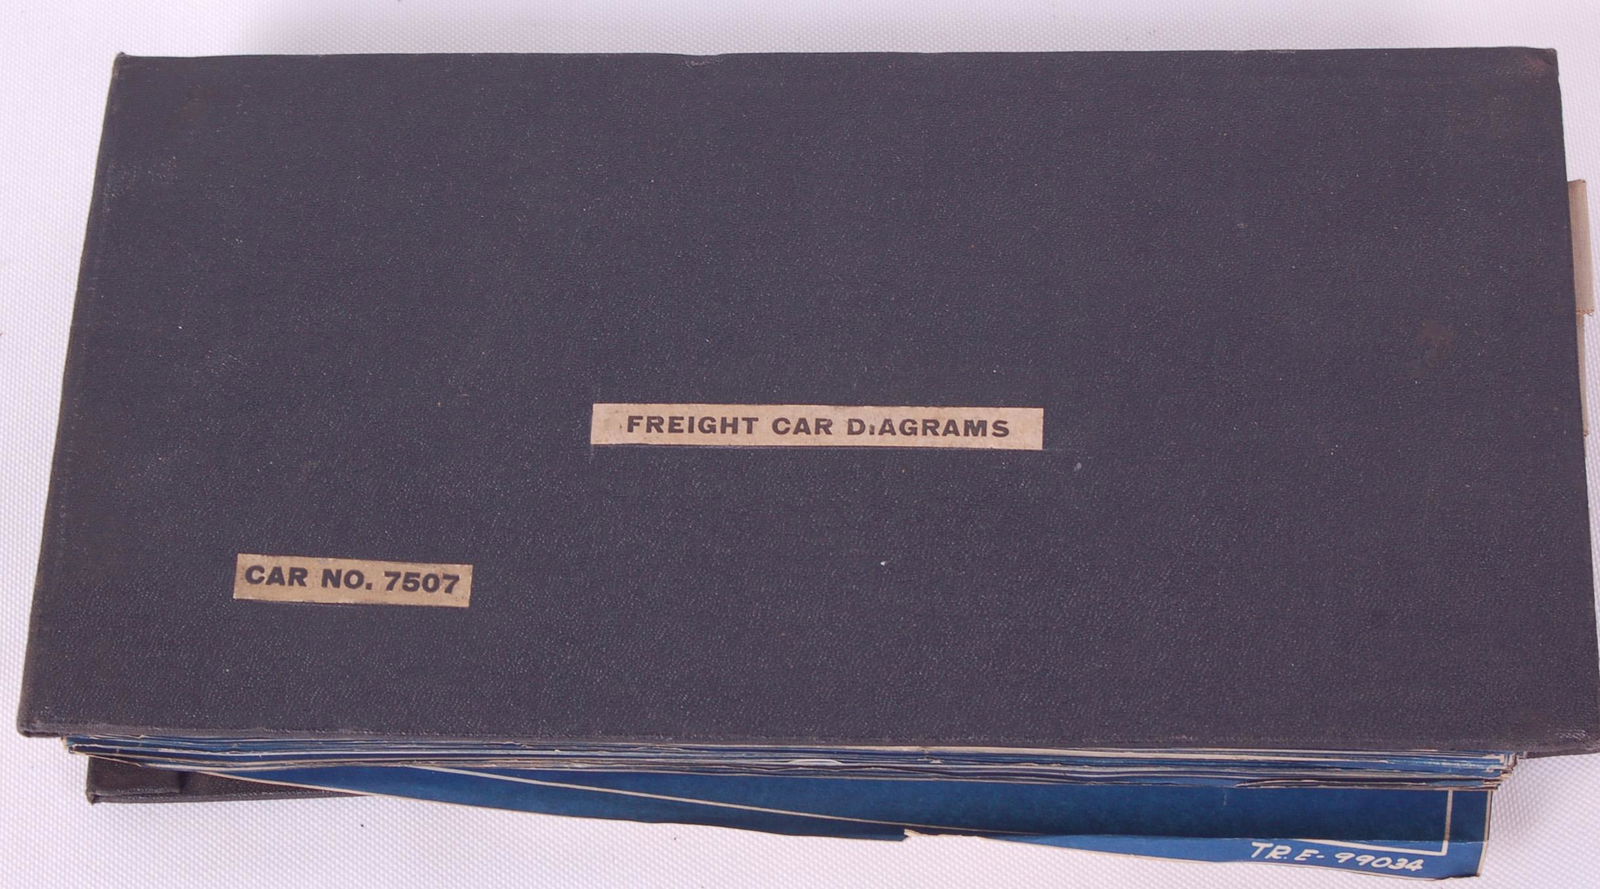 FREIGHT CAR DIAGRAMS
CAR NO. 7507
TR. E- 99034